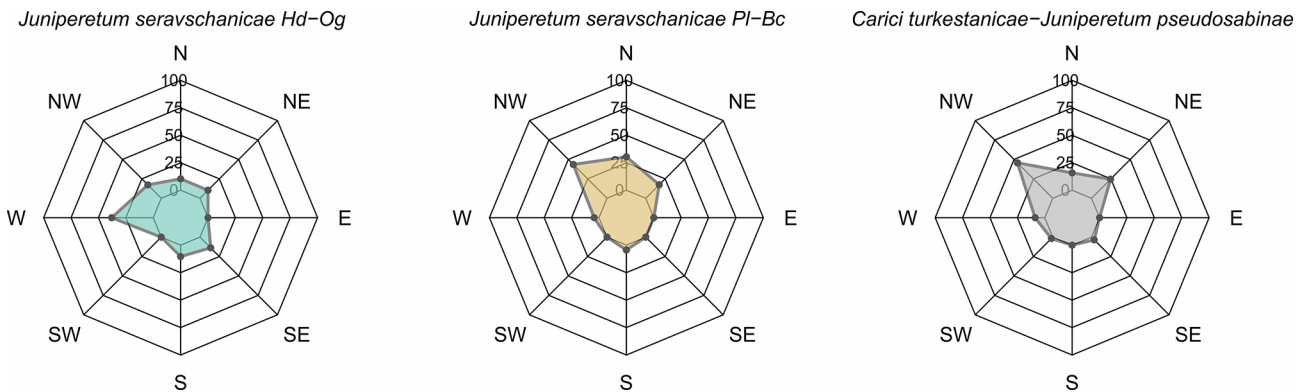 Juniperetum seravschanicae Hd−Og
N
NW
NE
100
75
50
25
0
W
E
SW
SE
S
Juniperetum seravschanicae Pl−Bc
N
NW
NE
100
75
50
25
0
W
E
SW
SE
S
Carici turkestanicae−Juniperetum pseudosabinae
N
NW
NE
100
75
50
25
0
W
E
SW
SE
S